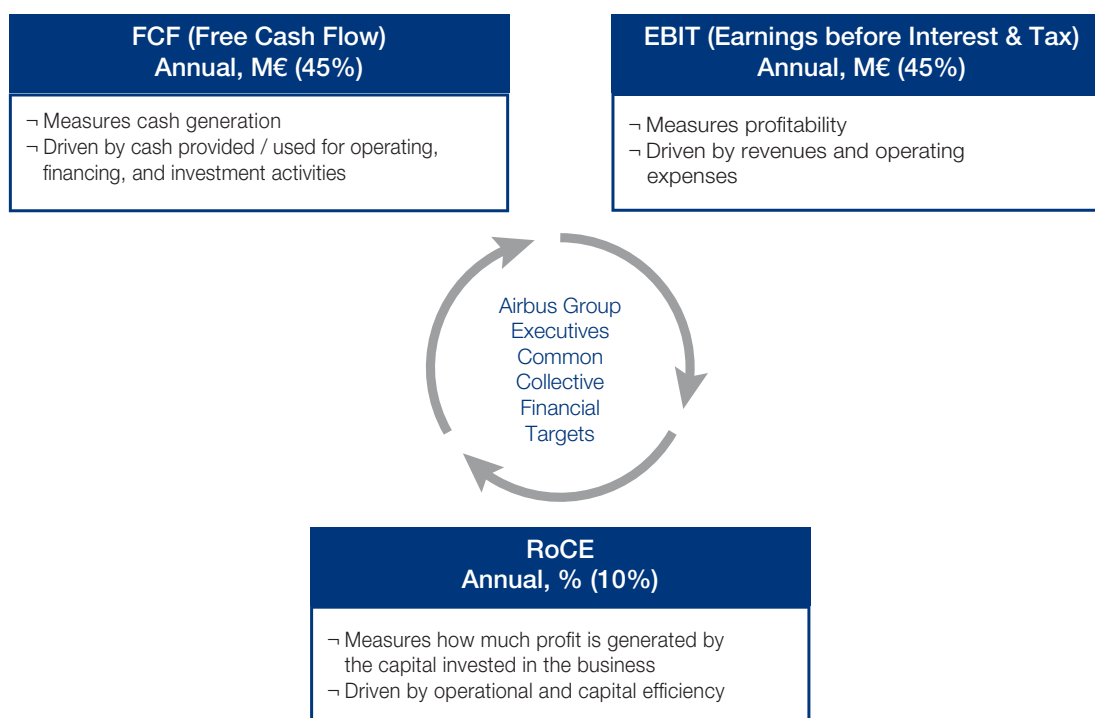 FCF (Free Cash Flow)
Annual, M€ (45%)
¬ Measures cash generation
¬ Driven by cash provided / used for operating,
financing, and investment activities
EBIT (Earnings before Interest & Tax)
Annual, M€ (45%)
¬ Measures profitability
¬ Driven by revenues and operating
expenses
Airbus Group
Executives
Common
Collective
Financial
Targets
RoCE
Annual, % (10%)
¬ Measures how much profit is generated by
the capital invested in the business
¬ Driven by operational and capital efficiency